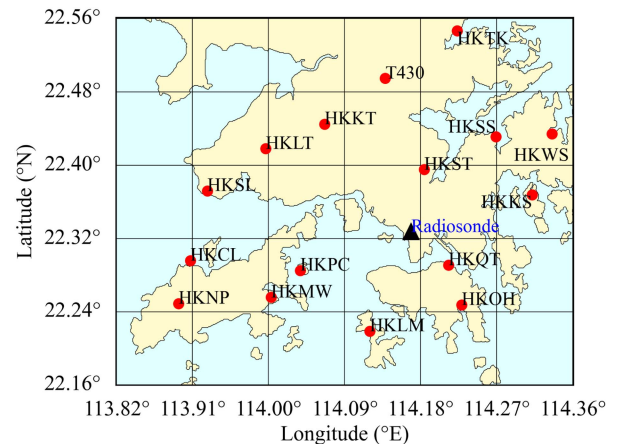 22.56°
HKTK
T430
22.48°
HKKT
HKSS
HKLT
HKWS
22.40°
HKST
HKSL
HKKS
Latitude (°N)
22.32°
Radiosonde
HKCL
HKPC
HKQT
HKNP
HKMW
HKOH
22.24°
HKLM
22.16°
113.82° 113.91° 114.00° 114.09° 114.18° 114.27° 114.36°
Longitude (°E)